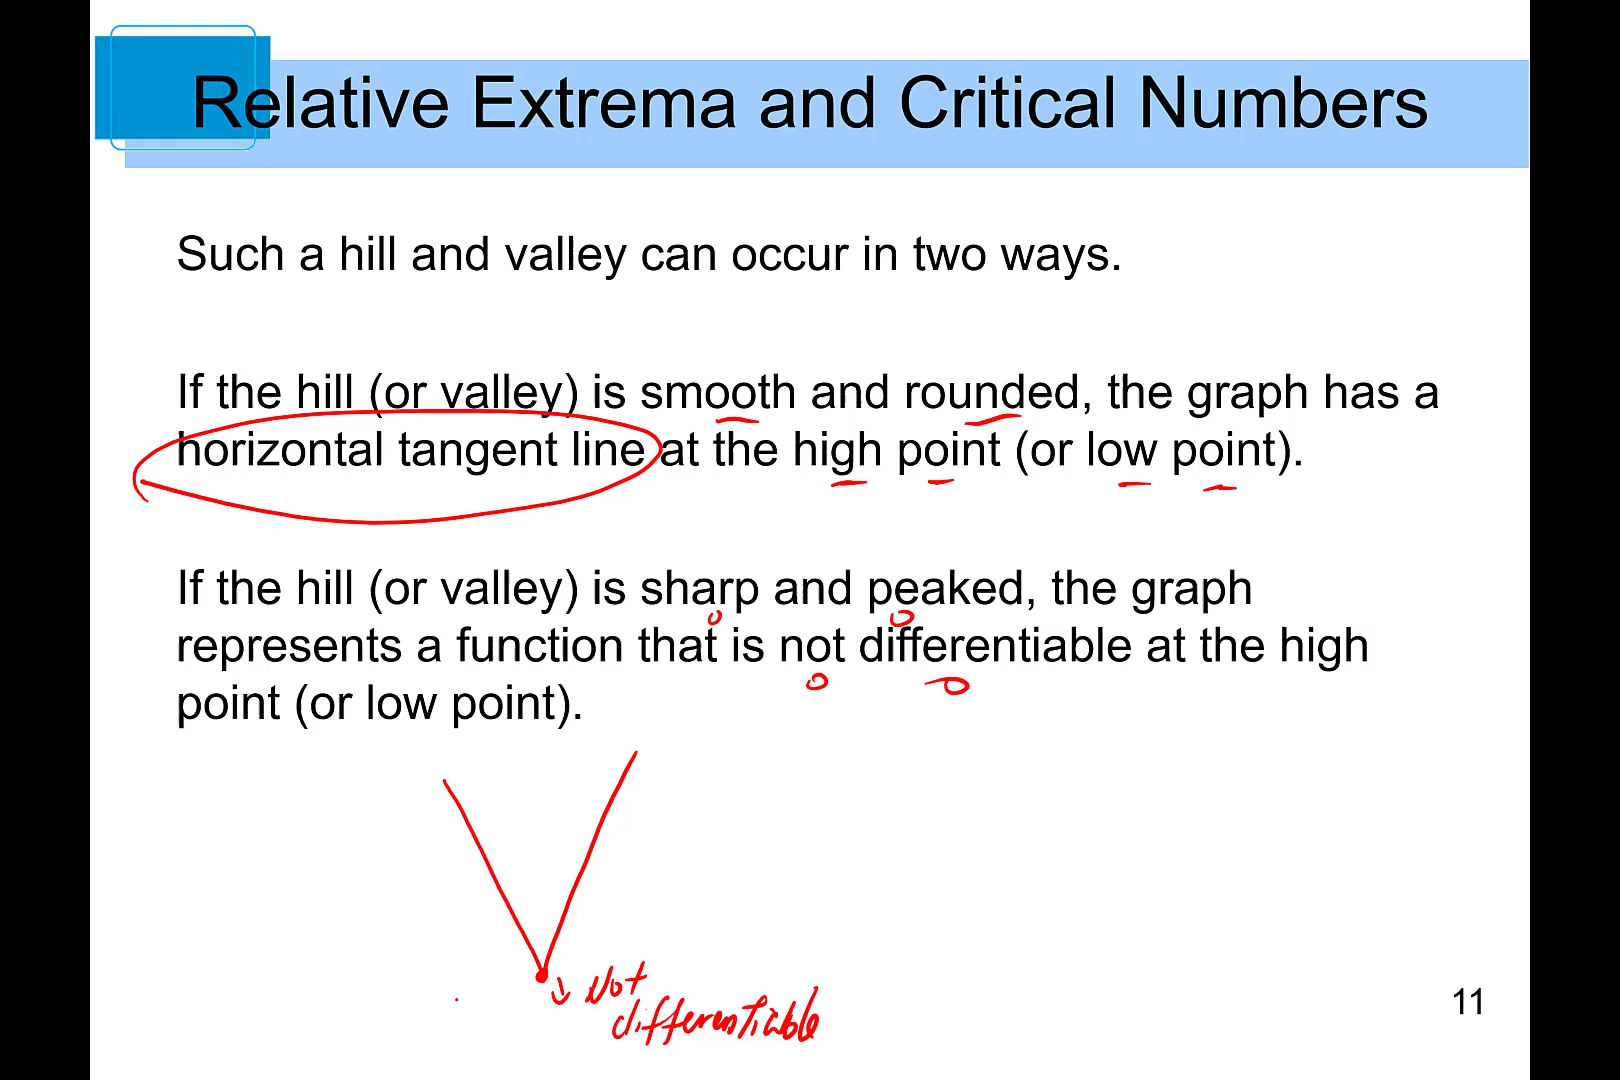 Relative Extrema and Critical Numbers
Such a hill and valley can occur in two ways.
If the hill (or valley) is smooth and rounded, the graph has a
horizontal tangent line at the high point (or low point).
If the hill (or valley) is sharp and peaked, the graph
represents a function that is not differentiable at the high
point (or low point).
Not
differentiable
11